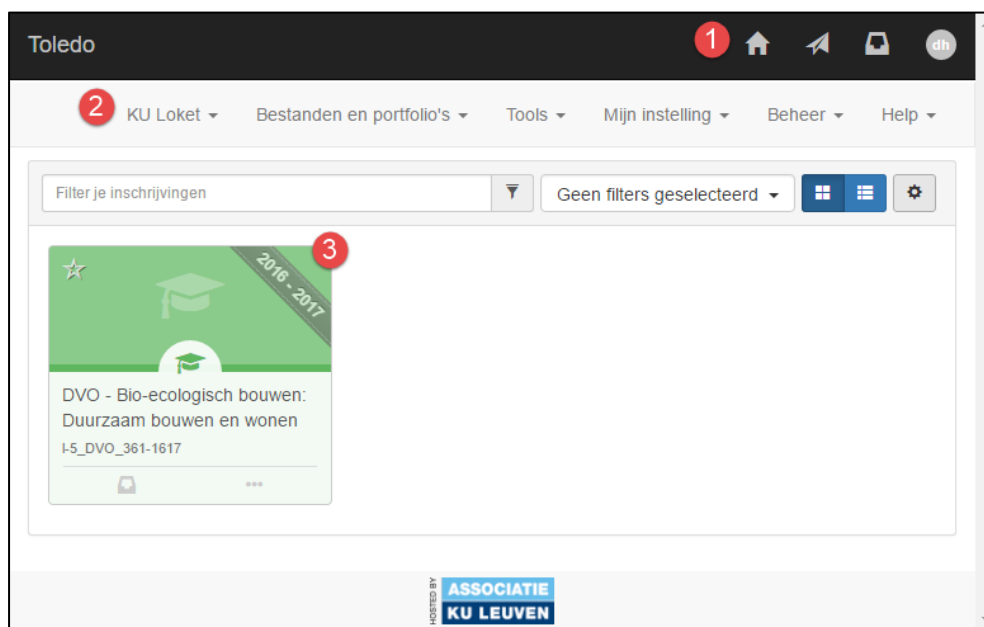 Toledo
1
dh
2
KU Loket
Bestanden en portfolio's
Tools
Mijn instelling
Beheer
Help
Filter je inschrijvingen
Geen filters geselecteerd
3
2016 - 2017
DVO - Bio-ecologisch bouwen:
Duurzaam bouwen en wonen
I-5_DVO_361-1617
HOSTED BY
ASSOCIATIE
KU LEUVEN